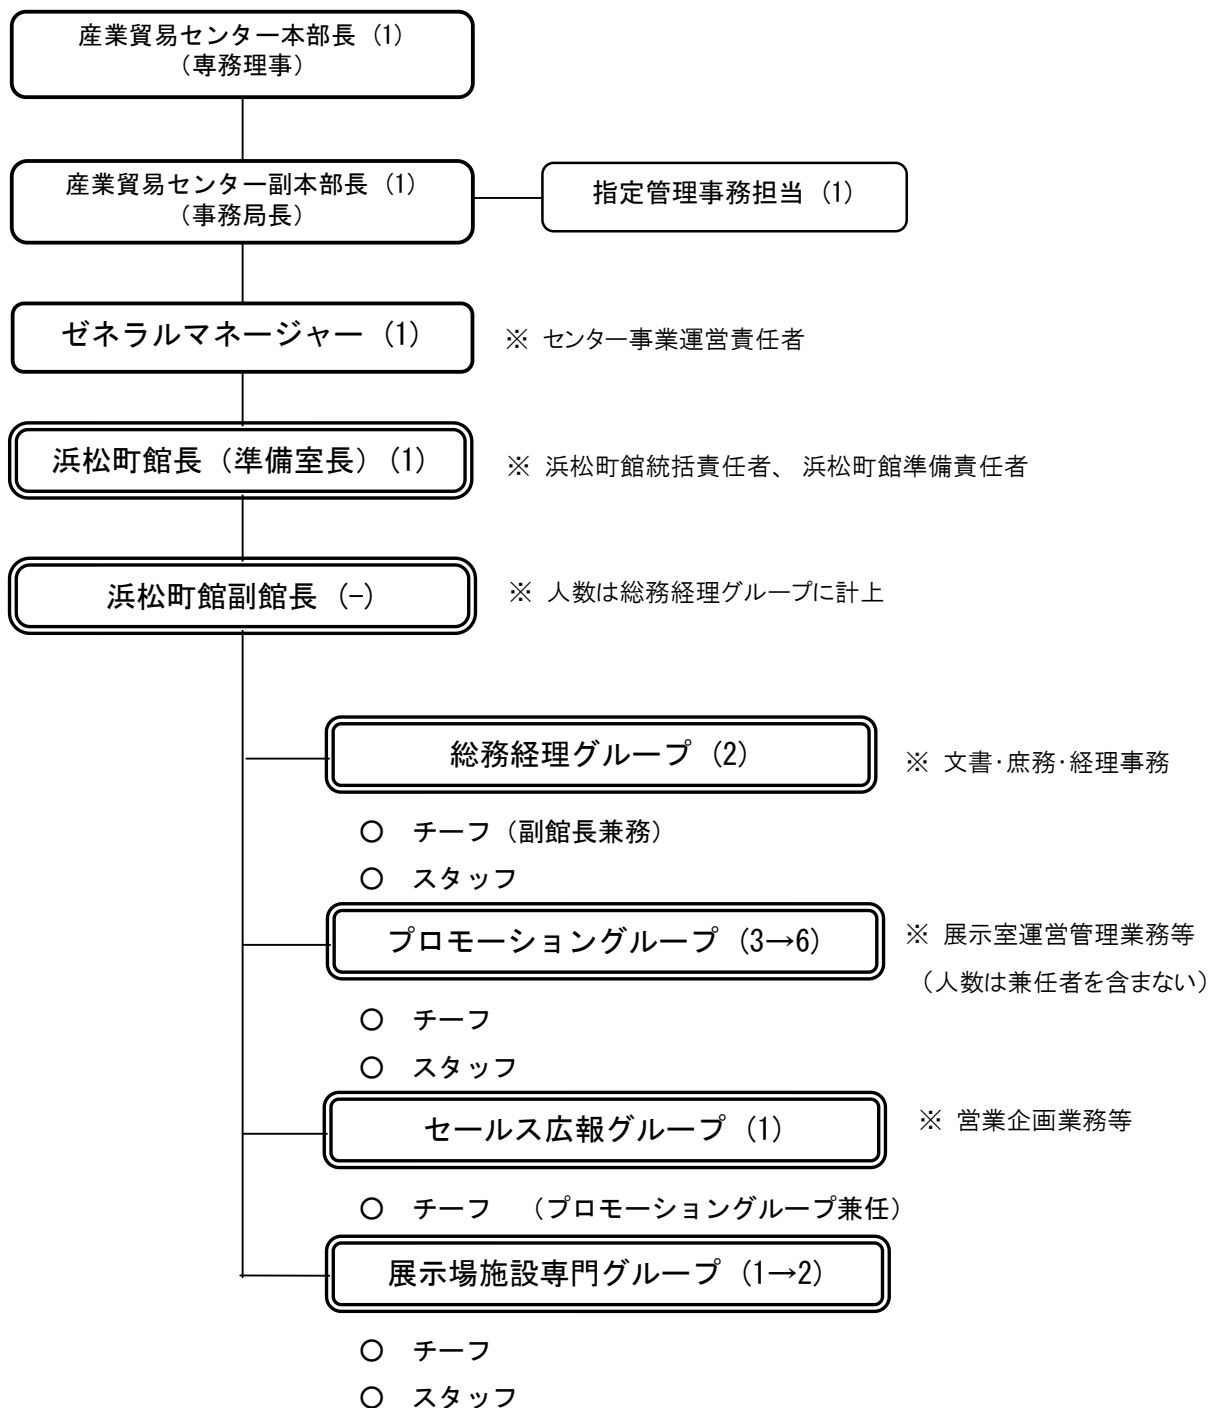 産業貿易センター本部長 (1)
（専務理事）
産業貿易センター副本部長 (1)
（事務局長）
指定管理事務担当 (1)
ゼネラルマネージャー (1)
※ センター事業運営責任者
浜松町館長（準備室長）(1)
※ 浜松町館統括責任者、 浜松町館準備責任者
浜松町館副館長 (-)
※ 人数は総務経理グループに計上
総務経理グループ (2)
※ 文書・庶務・経理事務
○ チーフ（副館長兼務）
○ スタッフ
プロモーショングループ (3→6)
※ 展示室運営管理業務等
（人数は兼任者を含まない）
○ チーフ
○ スタッフ
セールス広報グループ (1)
※ 営業企画業務等
○ チーフ （プロモーショングループ兼任）
展示場施設専門グループ (1→2)
○ チーフ
○ スタッフ